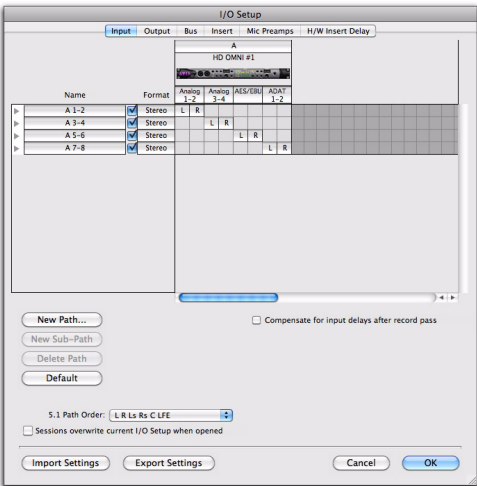 I/O Setup
Input Output Bus Insert Mic Preamps H/W Insert Delay
A
HD OMNI #1
Name Format Analog 1-2 Analog 3-4 AES/EBU ADAT 1-2
A 1-2 Stereo L R
A 3-4 Stereo L R
A 5-6 Stereo L R
A 7-8 Stereo L R
New Path...
Compensate for input delays after record pass
New Sub-Path
Delete Path
Default
5.1 Path Order: L R Ls Rs C LFE
Sessions overwrite current I/O Setup when opened
Import Settings Export Settings Cancel OK